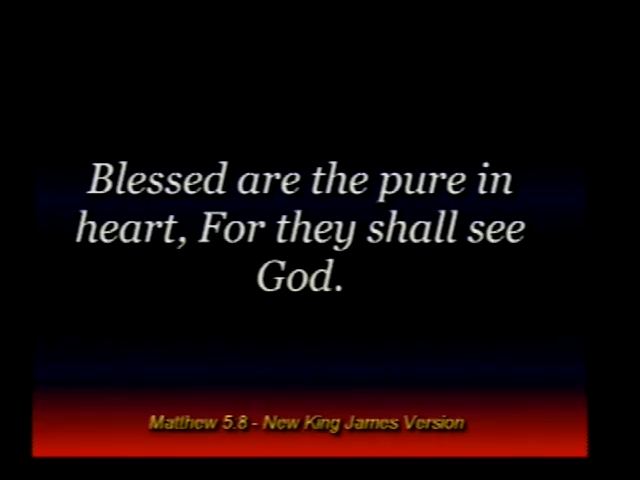 Blessed are the pure in
heart, For they shall see
God.
Matthew 5.8 - New King James Version